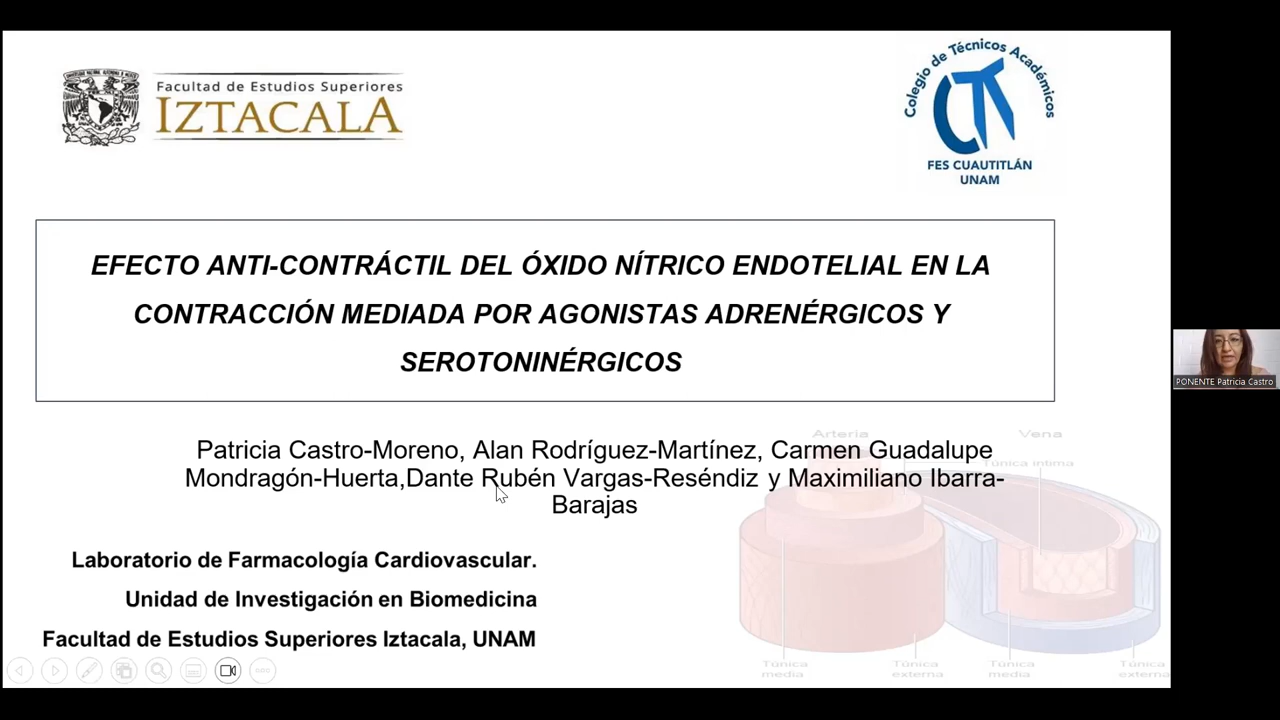 Facultad de Estudios Superiores
IZTACALA
Colegio de Técnicos Académicos
FES CUAUTITLÁN
UNAM
EFECTO ANTI-CONTRÁCTIL DEL ÓXIDO NÍTRICO ENDOTELIAL EN LA
CONTRACCIÓN MEDIADA POR AGONISTAS ADRENÉRGICOS Y
SEROTONINÉRGICOS
PONENTE Patricia Castro
Patricia Castro-Moreno, Alan Rodríguez-Martínez, Carmen Guadalupe
Mondragón-Huerta,Dante Rubén Vargas-Reséndiz y Maximiliano Ibarra-
Barajas
Arteria
Vena
Túnica intima
Laboratorio de Farmacología Cardiovascular.
Unidad de Investigación en Biomedicina
Facultad de Estudios Superiores Iztacala, UNAM
Túnica
media
Túnica
externa
Túnica
media
Túnica
externa